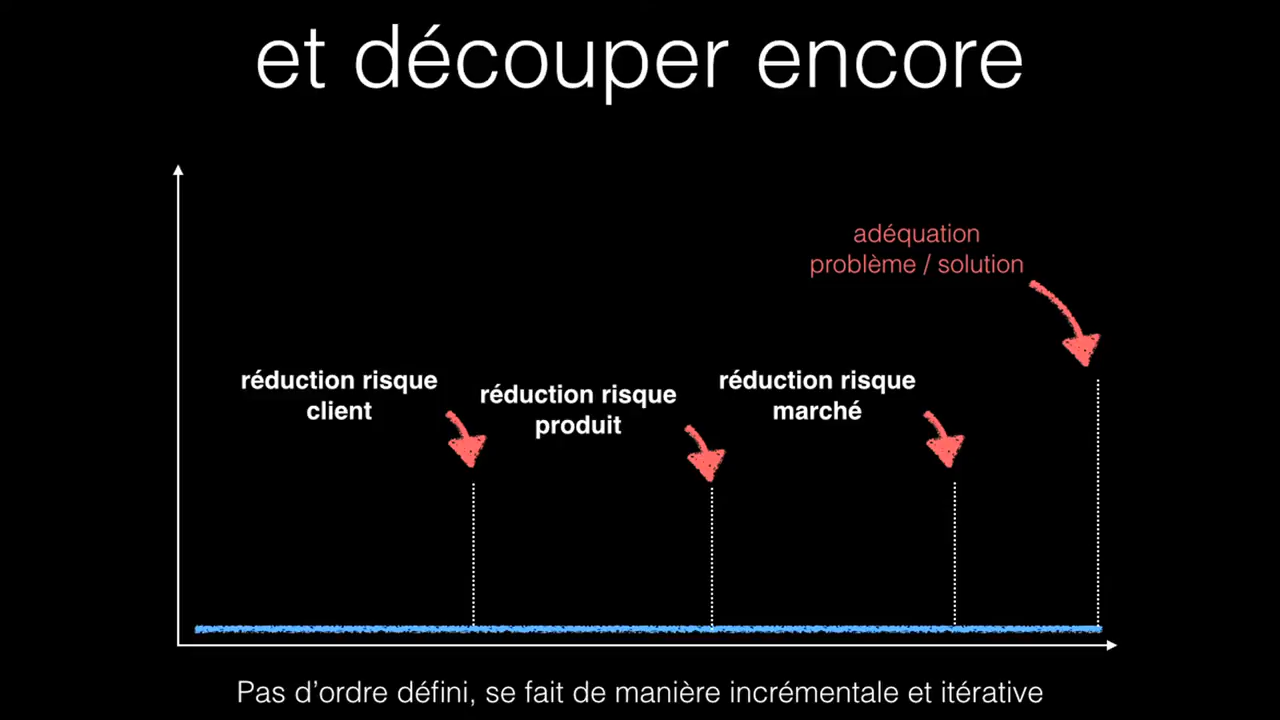 et découper encore
adéquation
problème / solution
réduction risque
client
réduction risque
produit
réduction risque
marché
Pas d’ordre défini, se fait de manière incrémentale et itérative